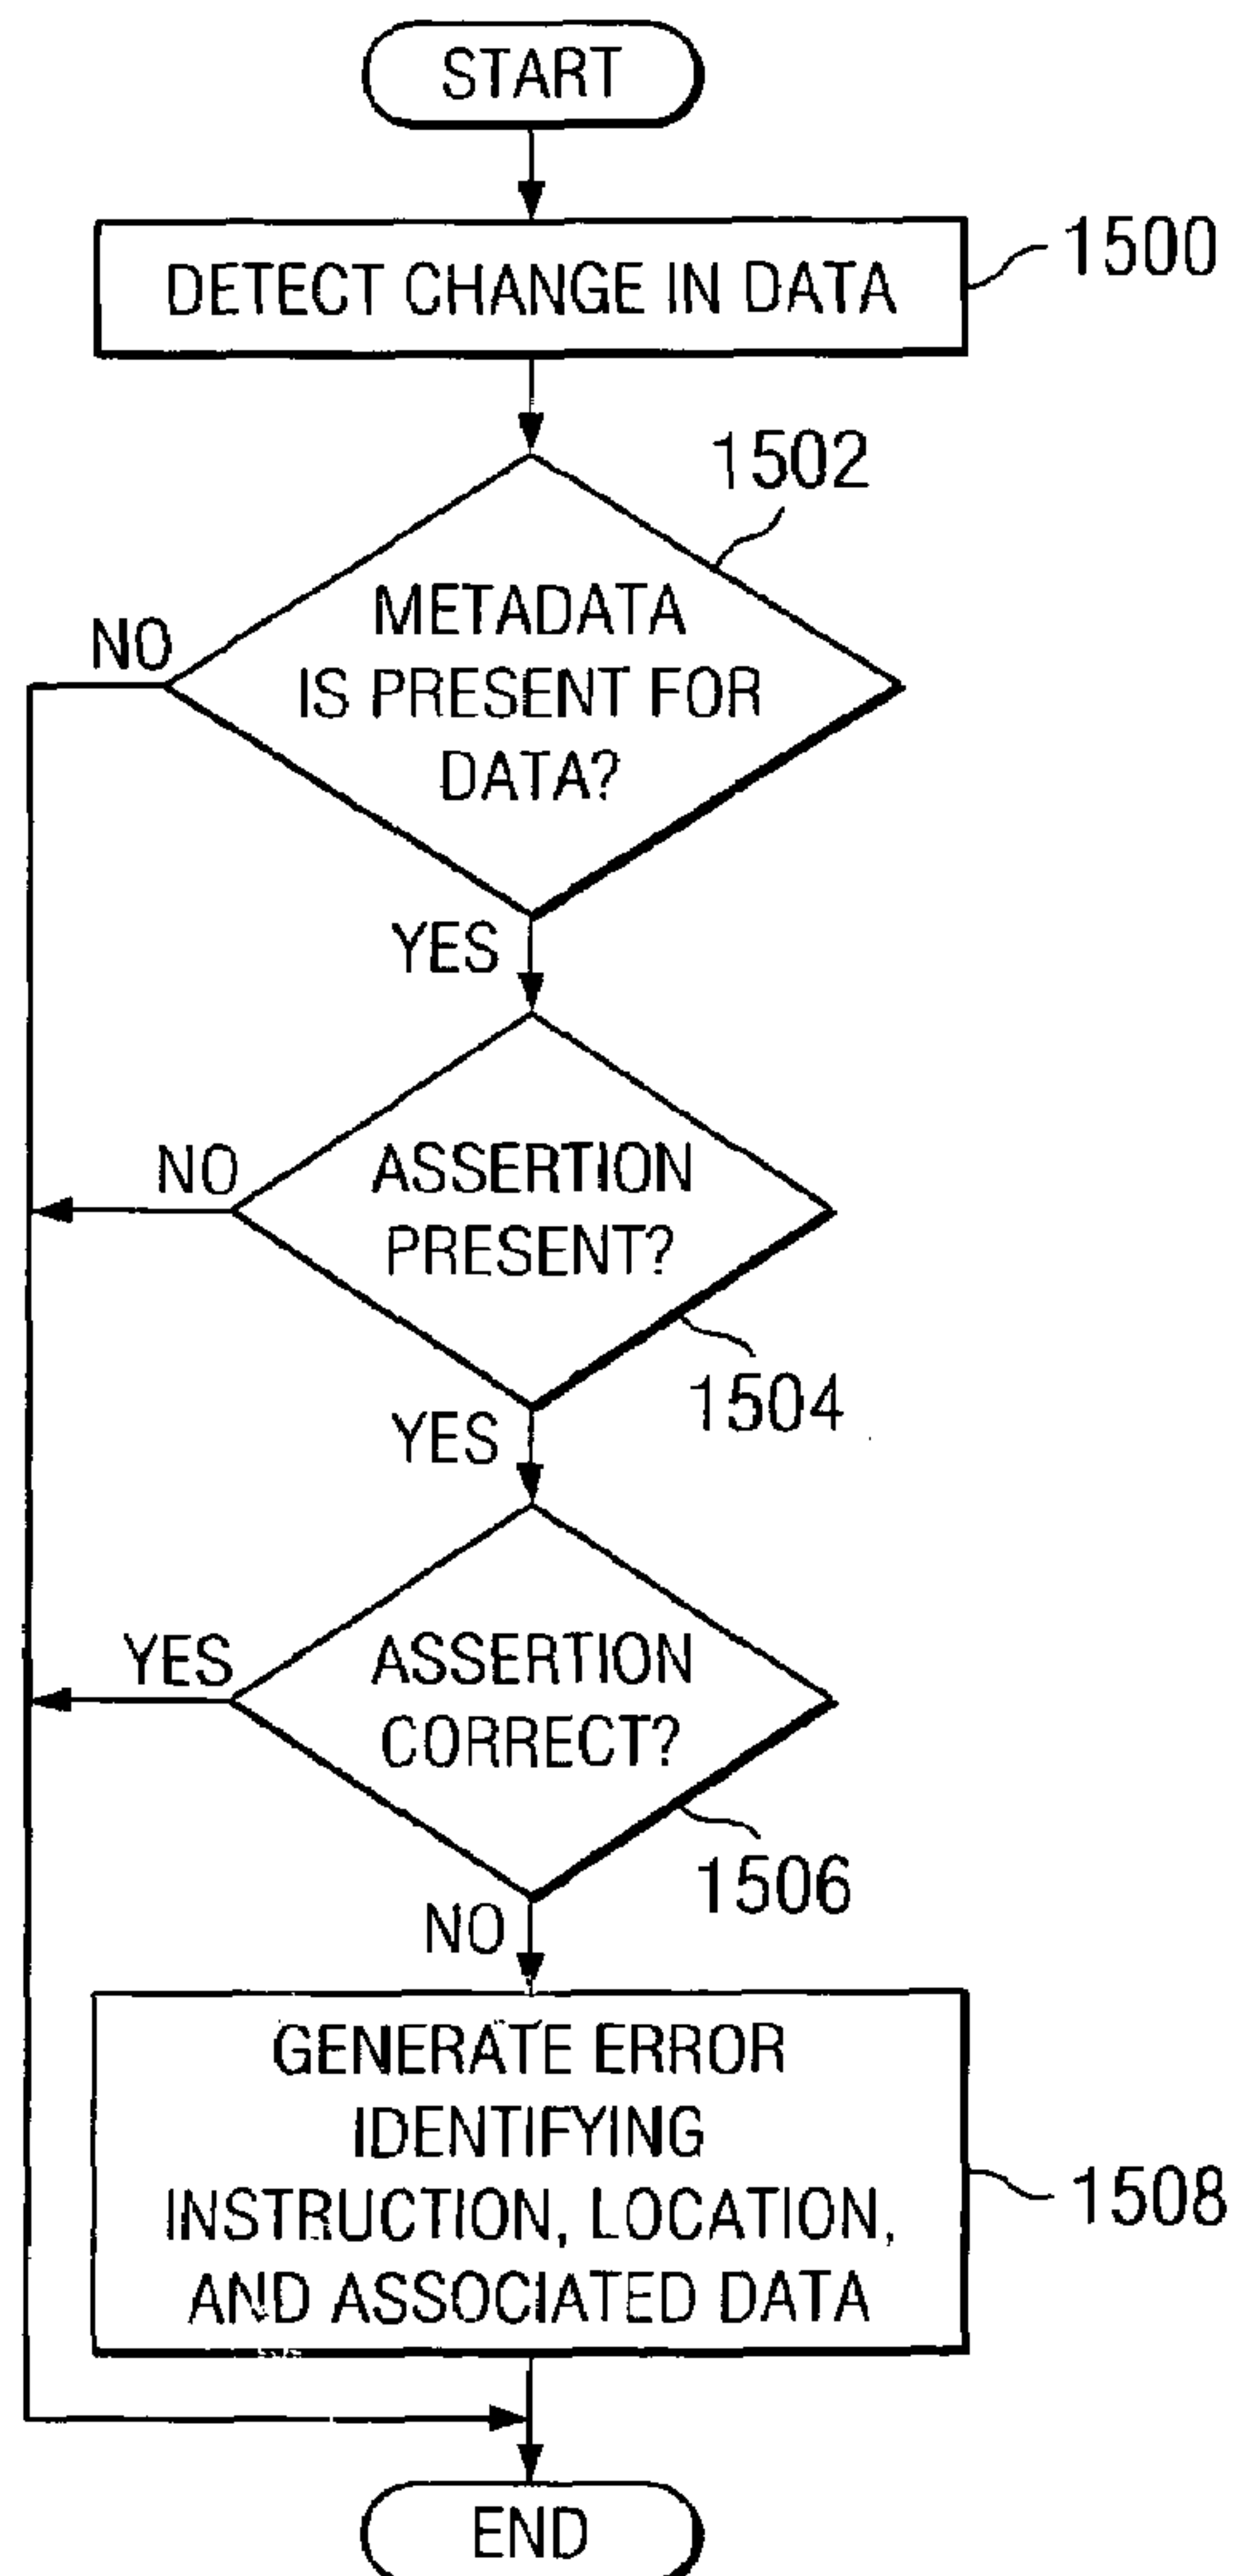 START
DETECT CHANGE IN DATA
1500
1502
METADATA
IS PRESENT FOR
DATA?
NO
YES
ASSERTION
PRESENT?
NO
1504
YES
ASSERTION
CORRECT?
YES
1506
NO
GENERATE ERROR
IDENTIFYING
INSTRUCTION, LOCATION,
AND ASSOCIATED DATA
1508
END